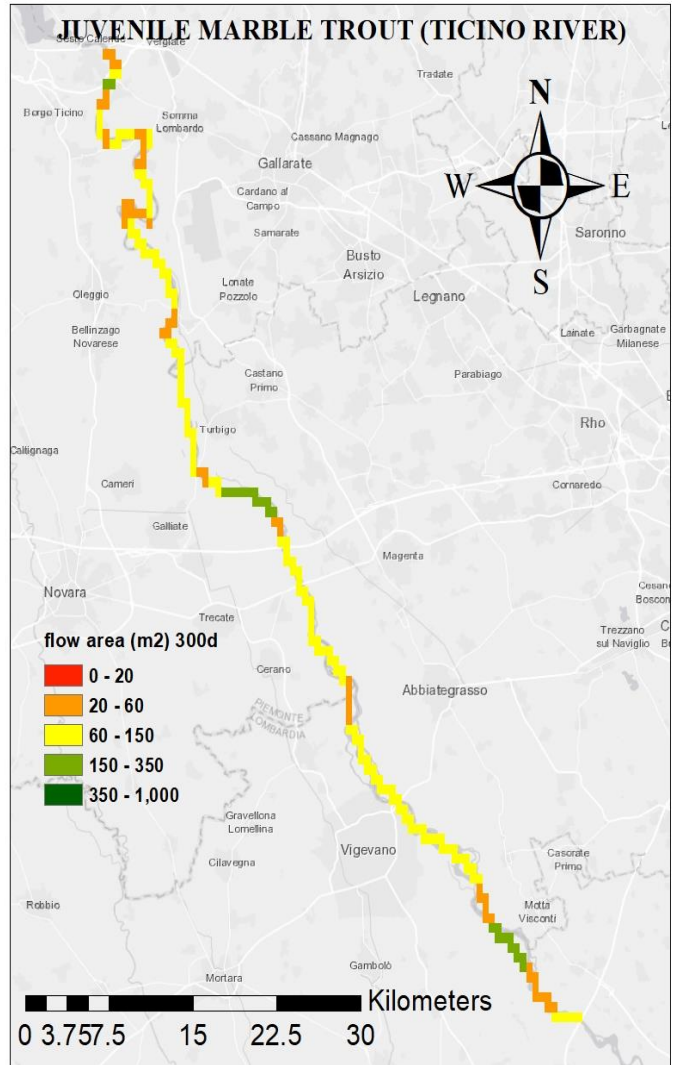 JUVENILE MARBLE TROUT (TICINO RIVER)
Vergiate
Tradate
N
Borgo Ticino
Somma
Lombardo
Cassano Magnago
Gallarate
W
E
Cardano al
Campo
Saronno
Samarate
Busto
Arsizio
S
Oleggio
Lonate
Pozzolo
Legnano
Bellinzago
Novarese
Lainate
Garbagnate
Milanese
Castano
Primo
Parabiago
Rho
Turbigo
Caltignaga
Cameri
Cornaredo
Galliate
Magenta
Novara
Cesano
Boscon
Trecate
Trezzano
sul Naviglio
flow area (m2) 300d
0 - 20
20 - 60
60 - 150
150 - 350
350 - 1,000
Cerano
Abbiategrasso
PIEMONTE
LOMBARDIA
Gravellona
Lomellina
Vigevano
Cilavegna
Casorate
Primo
Robbio
Motta
Visconti
Gambolò
Mortara
Kilometers
0 3.757.5 15 22.5 30